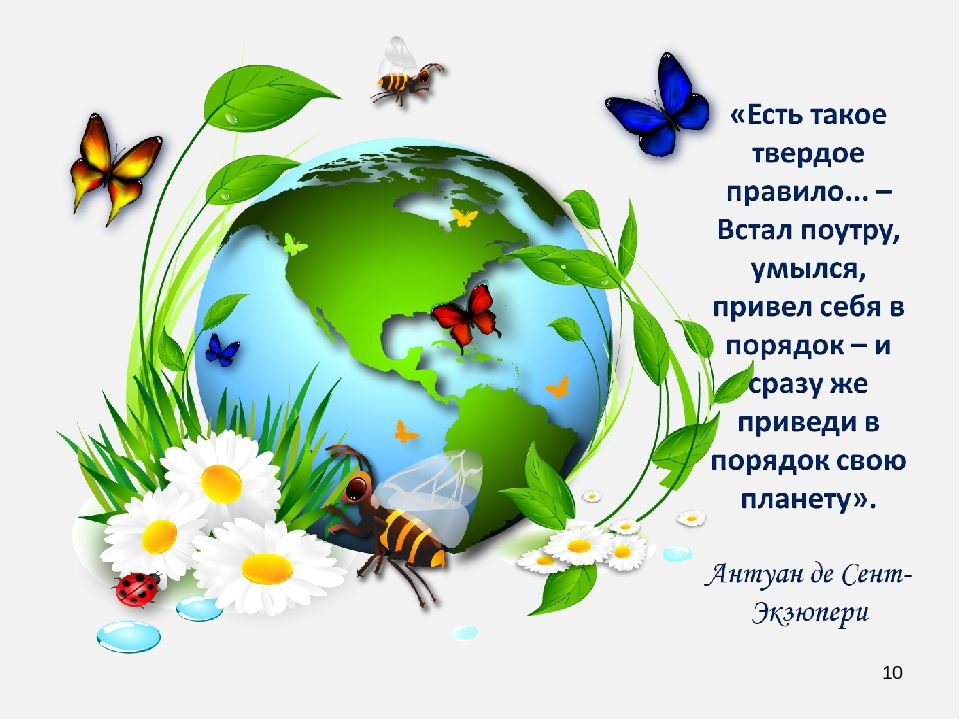 «Есть такое
твердое
правило... –
Встал поутру,
умылся,
привел себя в
порядок – и
сразу же
приведи в
порядок свою
планету».
Антуан де Сент-
Экзюпери
10